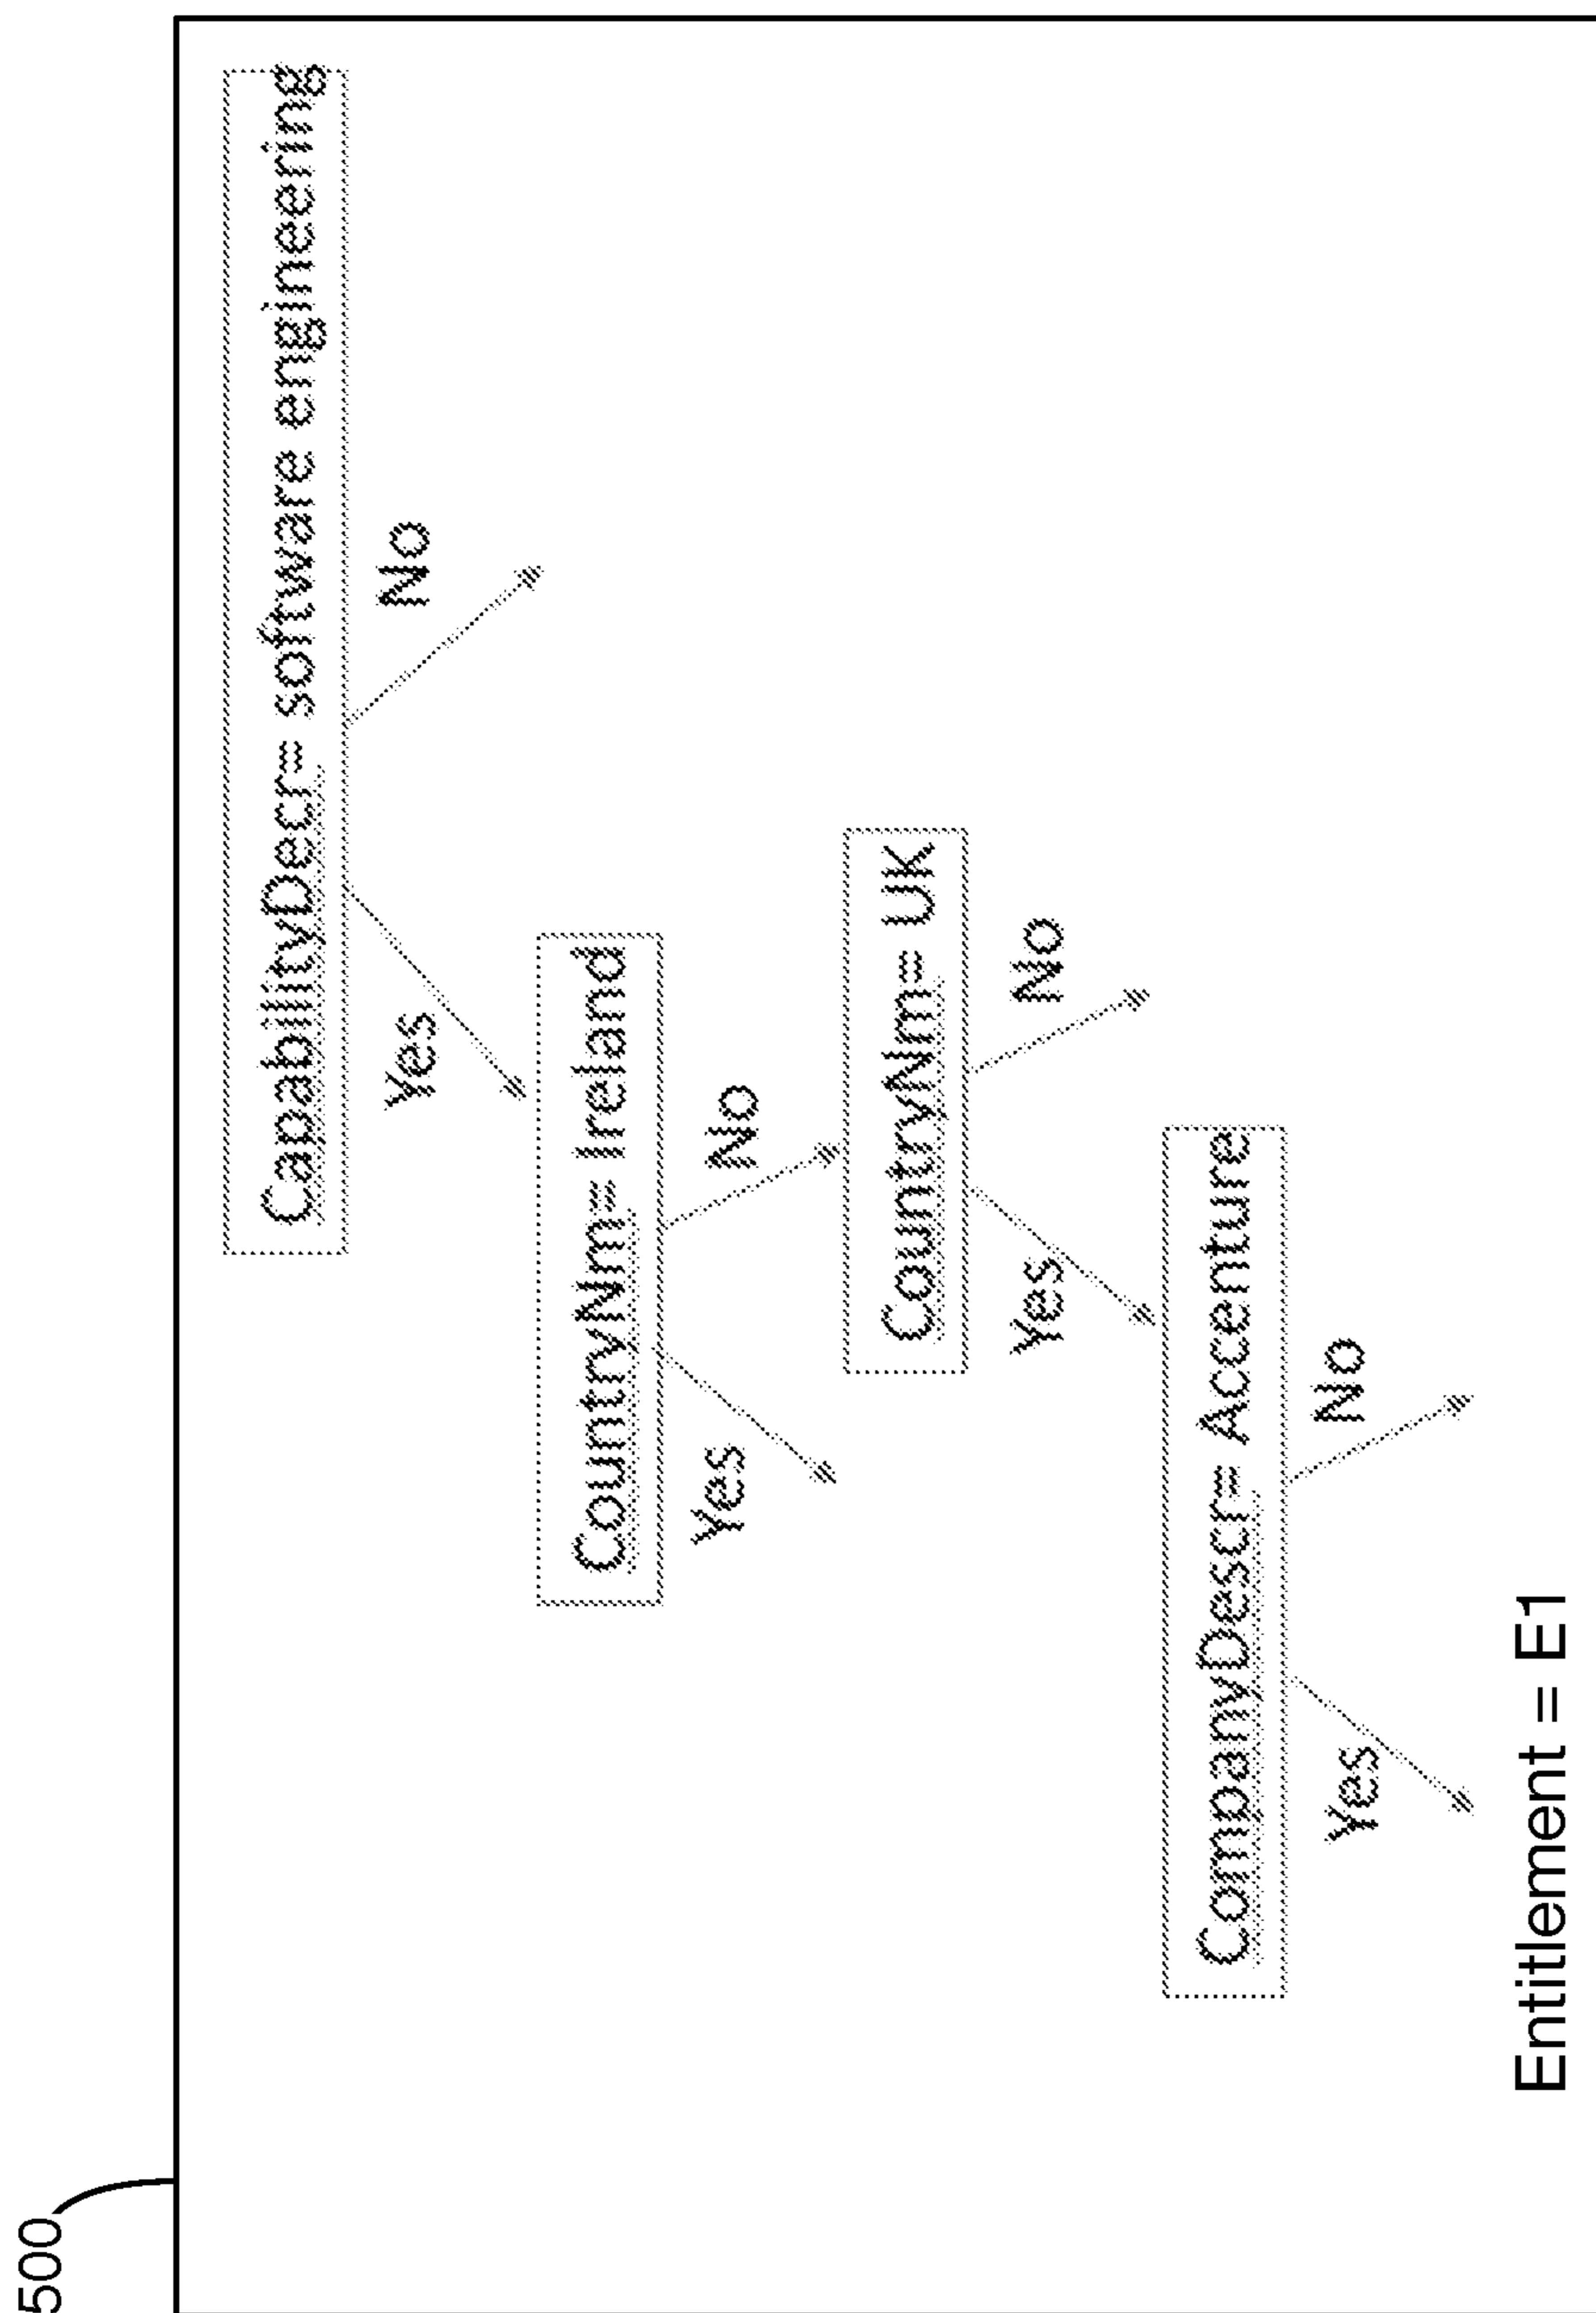 500
CapabilityDecr= software engineering
Yes
No
CountryNm= Ireland
Yes
No
CountryNm= UK
Yes
No
CompanyDescr= Accenture
Yes
No
Entitlement = E1